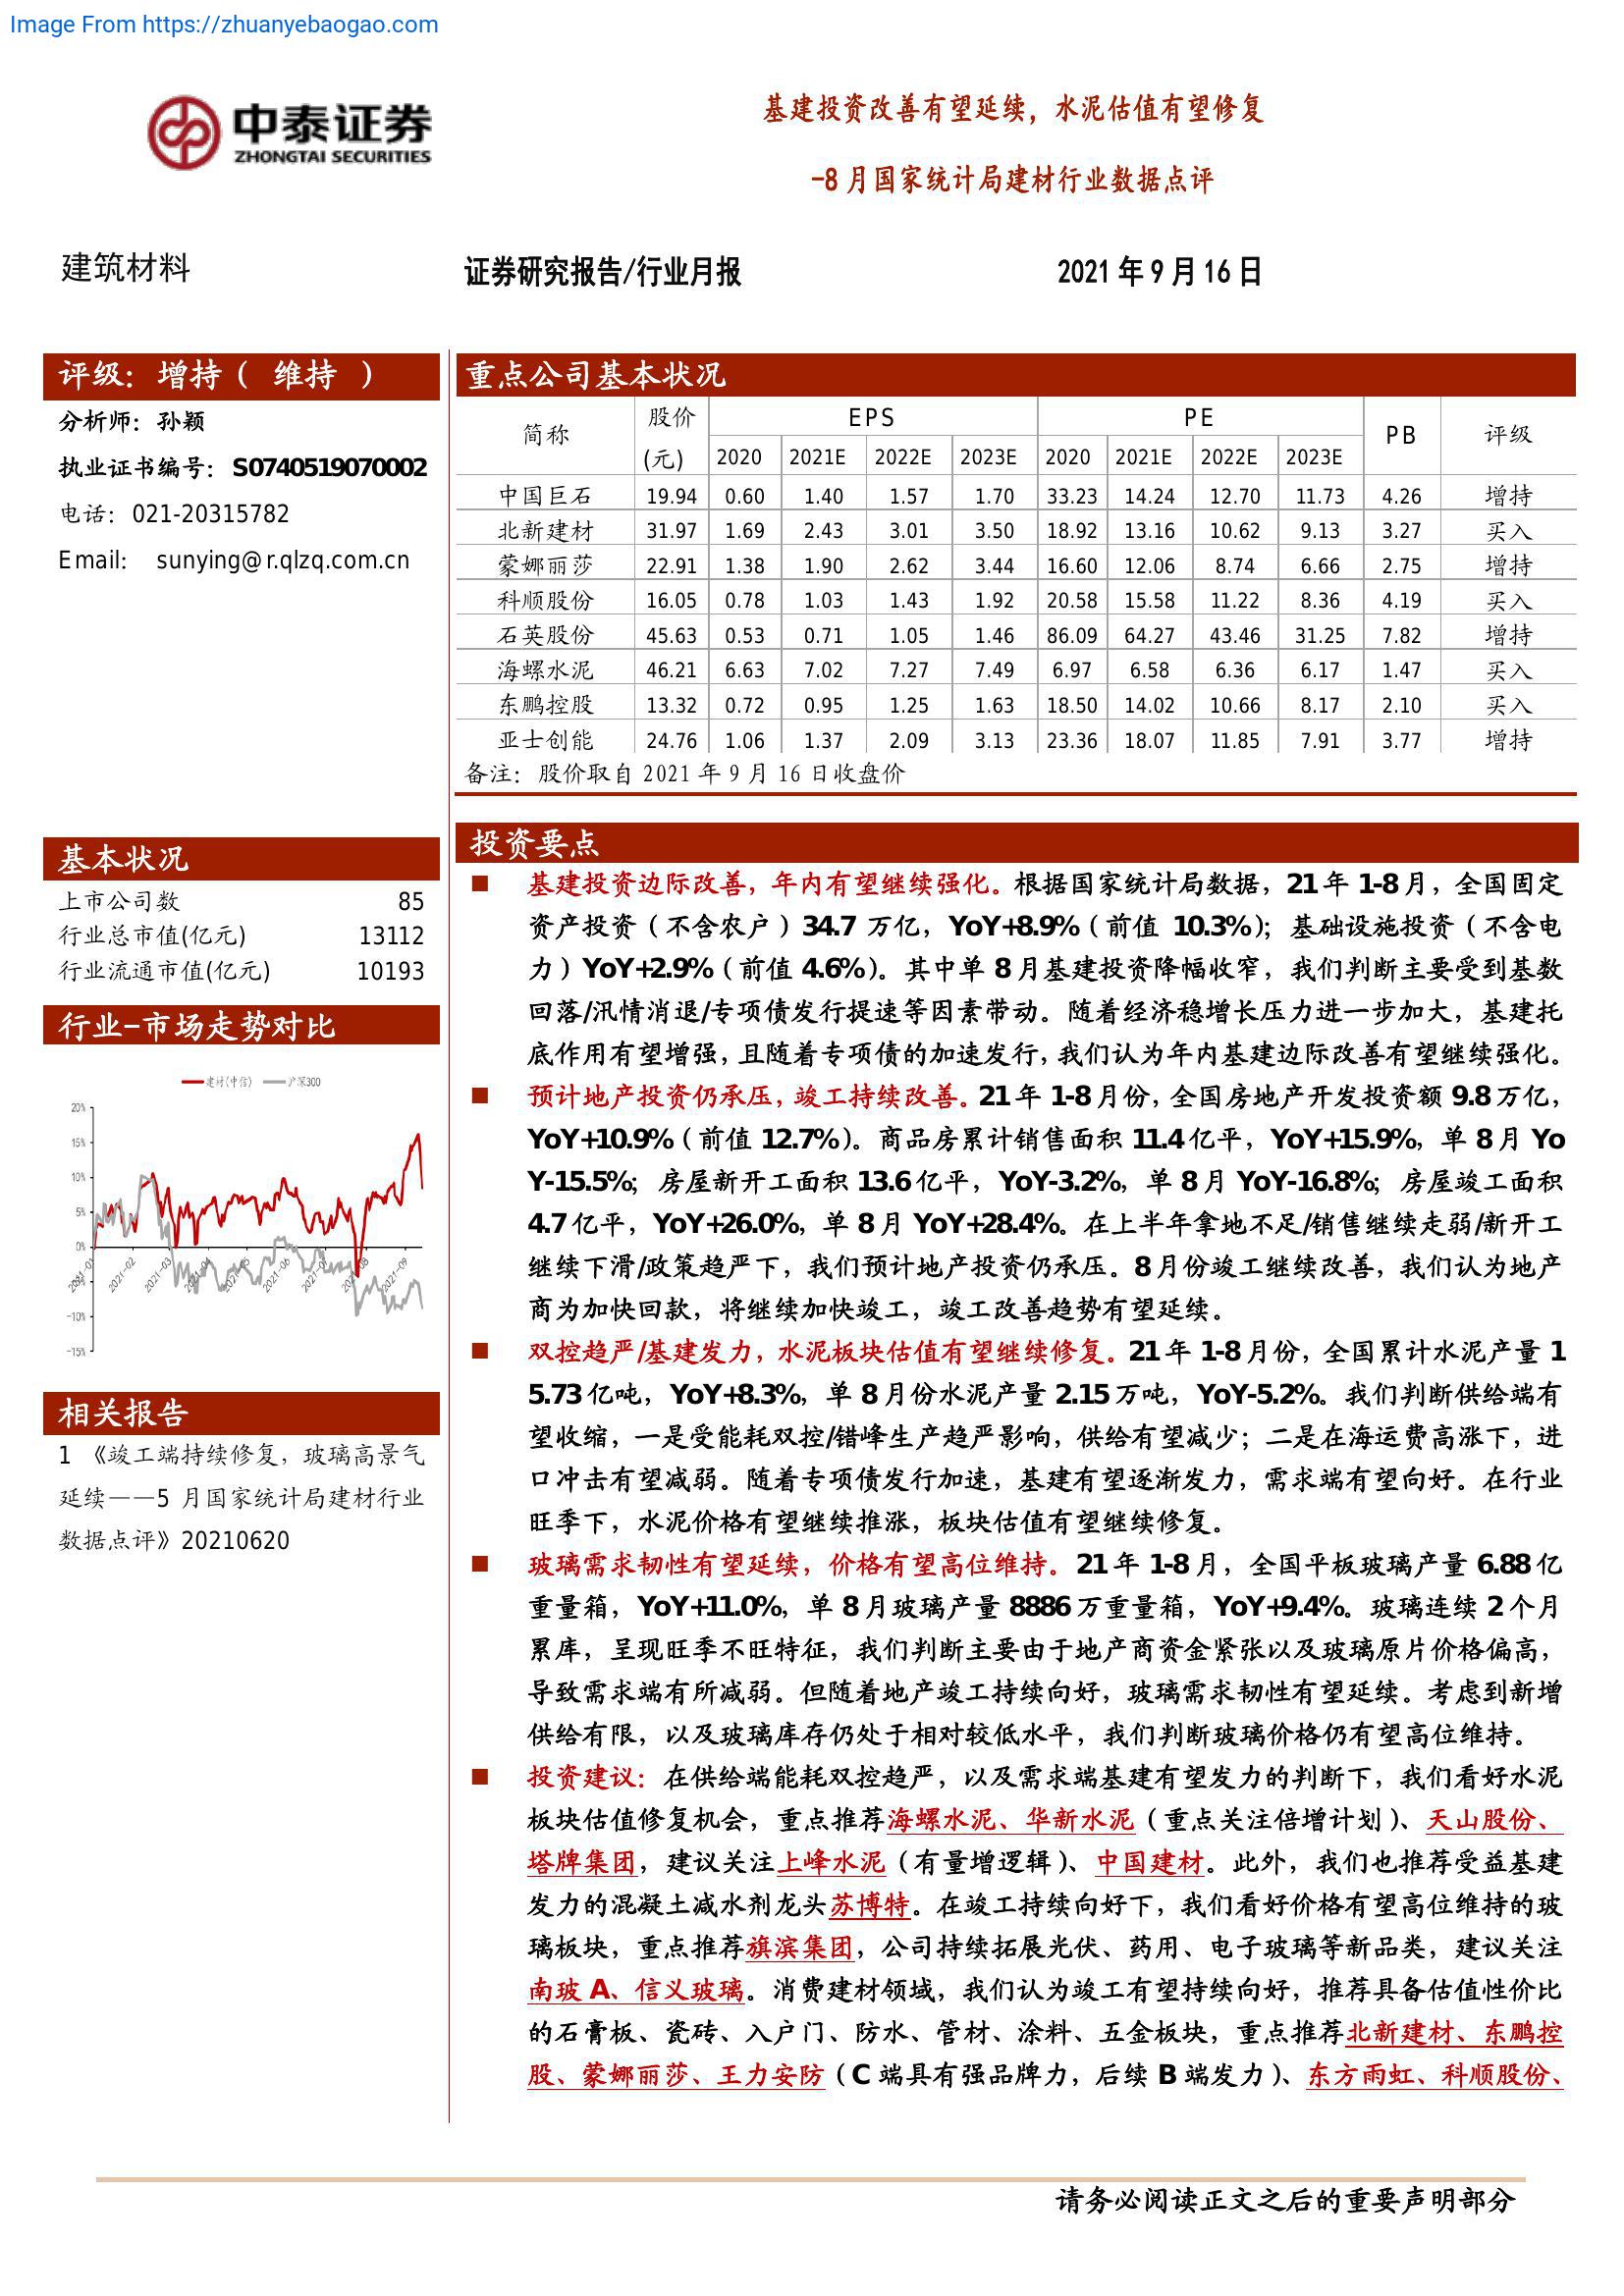 Image From https://zhuanyebaogao.com
中泰证券
ZHONGTAI SECURITIES
基建投资改善有望延续，水泥估值有望修复
-8 月国家统计局建材行业数据点评
建筑材料
证券研究报告/行业月报
2021 年 9 月 16 日
评级：增持（ 维持 ）
分析师：孙颖
执业证书编号：S0740519070002
电话：021-20315782
Email： sunying@r.qlzq.com.cn
基本状况
上市公司数 85
行业总市值(亿元) 13112
行业流通市值(亿元) 10193
行业-市场走势对比
建材(中信) 沪深300
20%
15%
10%
5%
0%
-10%
-15%
2021-02 2021-03 2021-06 2021-09
相关报告
1 《竣工端持续修复，玻璃高景气
延续——5 月国家统计局建材行业
数据点评》20210620
重点公司基本状况
简称 股价(元) EPS PE PB 评级
2020 2021E 2022E 2023E 2020 2021E 2022E 2023E
中国巨石 19.94 0.60 1.40 1.57 1.70 33.23 14.24 12.70 11.73 4.26 增持
北新建材 31.97 1.69 2.43 3.01 3.50 18.92 13.16 10.62 9.13 3.27 买入
蒙娜丽莎 22.91 1.38 1.90 2.62 3.44 16.60 12.06 8.74 6.66 2.75 增持
科顺股份 16.05 0.78 1.03 1.43 1.92 20.58 15.58 11.22 8.36 4.19 买入
石英股份 45.63 0.53 0.71 1.05 1.46 86.09 64.27 43.46 31.25 7.82 增持
海螺水泥 46.21 6.63 7.02 7.27 7.49 6.97 6.58 6.36 6.17 1.47 买入
东鹏控股 13.32 0.72 0.95 1.25 1.63 18.50 14.02 10.66 8.17 2.10 买入
亚士创能 24.76 1.06 1.37 2.09 3.13 23.36 18.07 11.85 7.91 3.77 增持
备注：股价取自 2021 年 9 月 16 日收盘价
投资要点
■ 基建投资边际改善，年内有望继续强化。根据国家统计局数据，21 年 1-8 月，全国固定
资产投资（不含农户）34.7 万亿，YoY+8.9%（前值 10.3%）；基础设施投资（不含电
力）YoY+2.9%（前值 4.6%）。其中单 8 月基建投资降幅收窄，我们判断主要受到基数
回落/汛情消退/专项债发行提速等因素带动。随着经济稳增长压力进一步加大，基建托
底作用有望增强，且随着专项债的加速发行，我们认为年内基建边际改善有望继续强化。
■ 预计地产投资仍承压，竣工持续改善。21 年 1-8 月份，全国房地产开发投资额 9.8 万亿，
YoY+10.9%（前值 12.7%）。商品房累计销售面积 11.4 亿平，YoY+15.9%，单 8 月 Yo
Y-15.5%；房屋新开工面积 13.6 亿平，YoY-3.2%，单 8 月 YoY-16.8%；房屋竣工面积
4.7 亿平，YoY+26.0%，单 8 月 YoY+28.4%。在上半年拿地不足/销售继续走弱/新开工
继续下滑/政策趋严下，我们预计地产投资仍承压。8 月份竣工继续改善，我们认为地产
商为加快回款，将继续加快竣工，竣工改善趋势有望延续。
■ 双控趋严/基建发力，水泥板块估值有望继续修复。21 年 1-8 月份，全国累计水泥产量 1
5.73 亿吨，YoY+8.3%，单 8 月份水泥产量 2.15 万吨，YoY-5.2%。我们判断供给端有
望收缩，一是受能耗双控/错峰生产趋严影响，供给有望减少；二是在海运费高涨下，进
口冲击有望减弱。随着专项债发行加速，基建有望逐渐发力，需求端有望向好。在行业
旺季下，水泥价格有望继续推涨，板块估值有望继续修复。
■ 玻璃需求韧性有望延续，价格有望高位维持。21 年 1-8 月，全国平板玻璃产量 6.88 亿
重量箱，YoY+11.0%，单 8 月玻璃产量 8886 万重量箱，YoY+9.4%。玻璃连续 2 个月
累库，呈现旺季不旺特征，我们判断主要由于地产商资金紧张以及玻璃原片价格偏高，
导致需求端有所减弱。但随着地产竣工持续向好，玻璃需求韧性有望延续。考虑到新增
供给有限，以及玻璃库存仍处于相对较低水平，我们判断玻璃价格仍有望高位维持。
■ 投资建议：在供给端能耗双控趋严，以及需求端基建有望发力的判断下，我们看好水泥
板块估值修复机会，重点推荐海螺水泥、华新水泥（重点关注倍增计划）、天山股份、
塔牌集团，建议关注上峰水泥（有量增逻辑）、中国建材。此外，我们也推荐受益基建
发力的混凝土减水剂龙头苏博特。在竣工持续向好下，我们看好价格有望高位维持的玻
璃板块，重点推荐旗滨集团，公司持续拓展光伏、药用、电子玻璃等新品类，建议关注
南玻 A、信义玻璃。消费建材领域，我们认为竣工有望持续向好，推荐具备估值性价比
的石膏板、瓷砖、入户门、防水、管材、涂料、五金板块，重点推荐北新建材、东鹏控
股、蒙娜丽莎、王力安防（C 端具有强品牌力，后续 B 端发力）、东方雨虹、科顺股份、
请务必阅读正文之后的重要声明部分